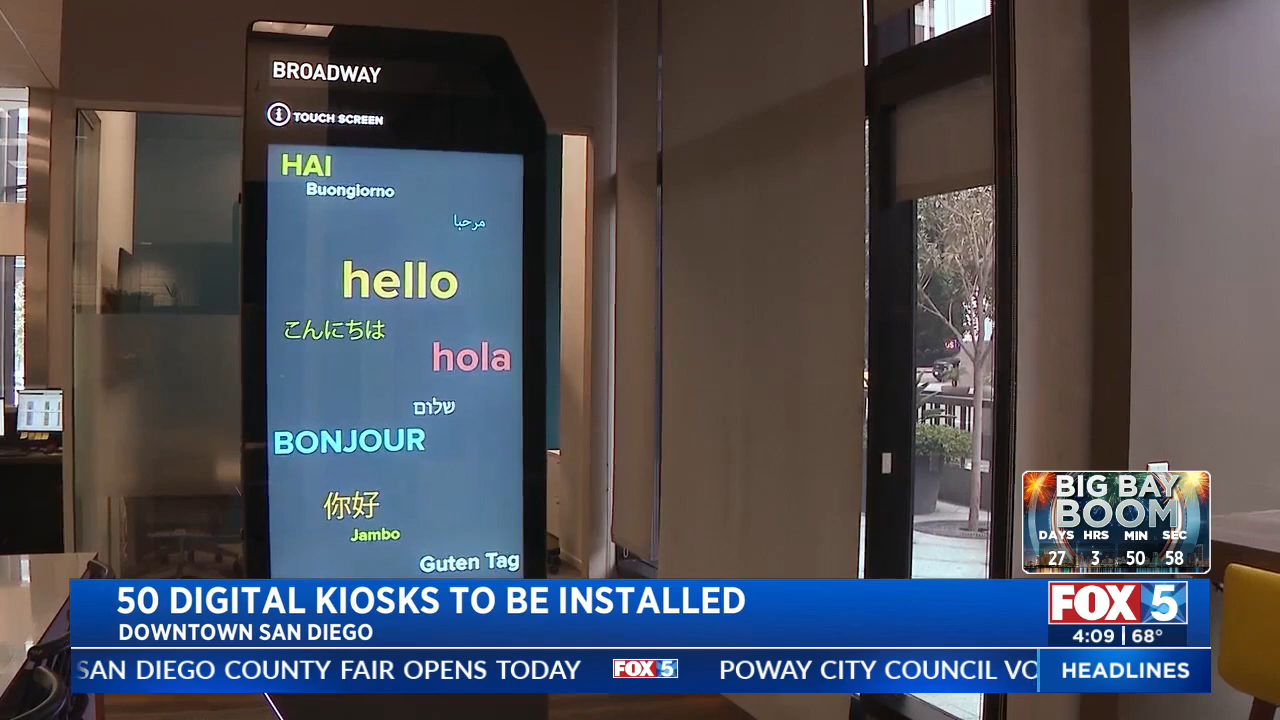 BROADWAY
i TOUCH SCREEN
HAI
Buongiorno
مرحبا
hello
こんにちは
hola
שלום
BONJOUR
你好
Jambo
Guten Tag
BIG BAY
BOOM
DAYS HRS MIN SEC
27 3 50 58
50 DIGITAL KIOSKS TO BE INSTALLED
DOWNTOWN SAN DIEGO
FOX 5
4:09 | 68°
SAN DIEGO COUNTY FAIR OPENS TODAY FOX 5 POWAY CITY COUNCIL VO
HEADLINES